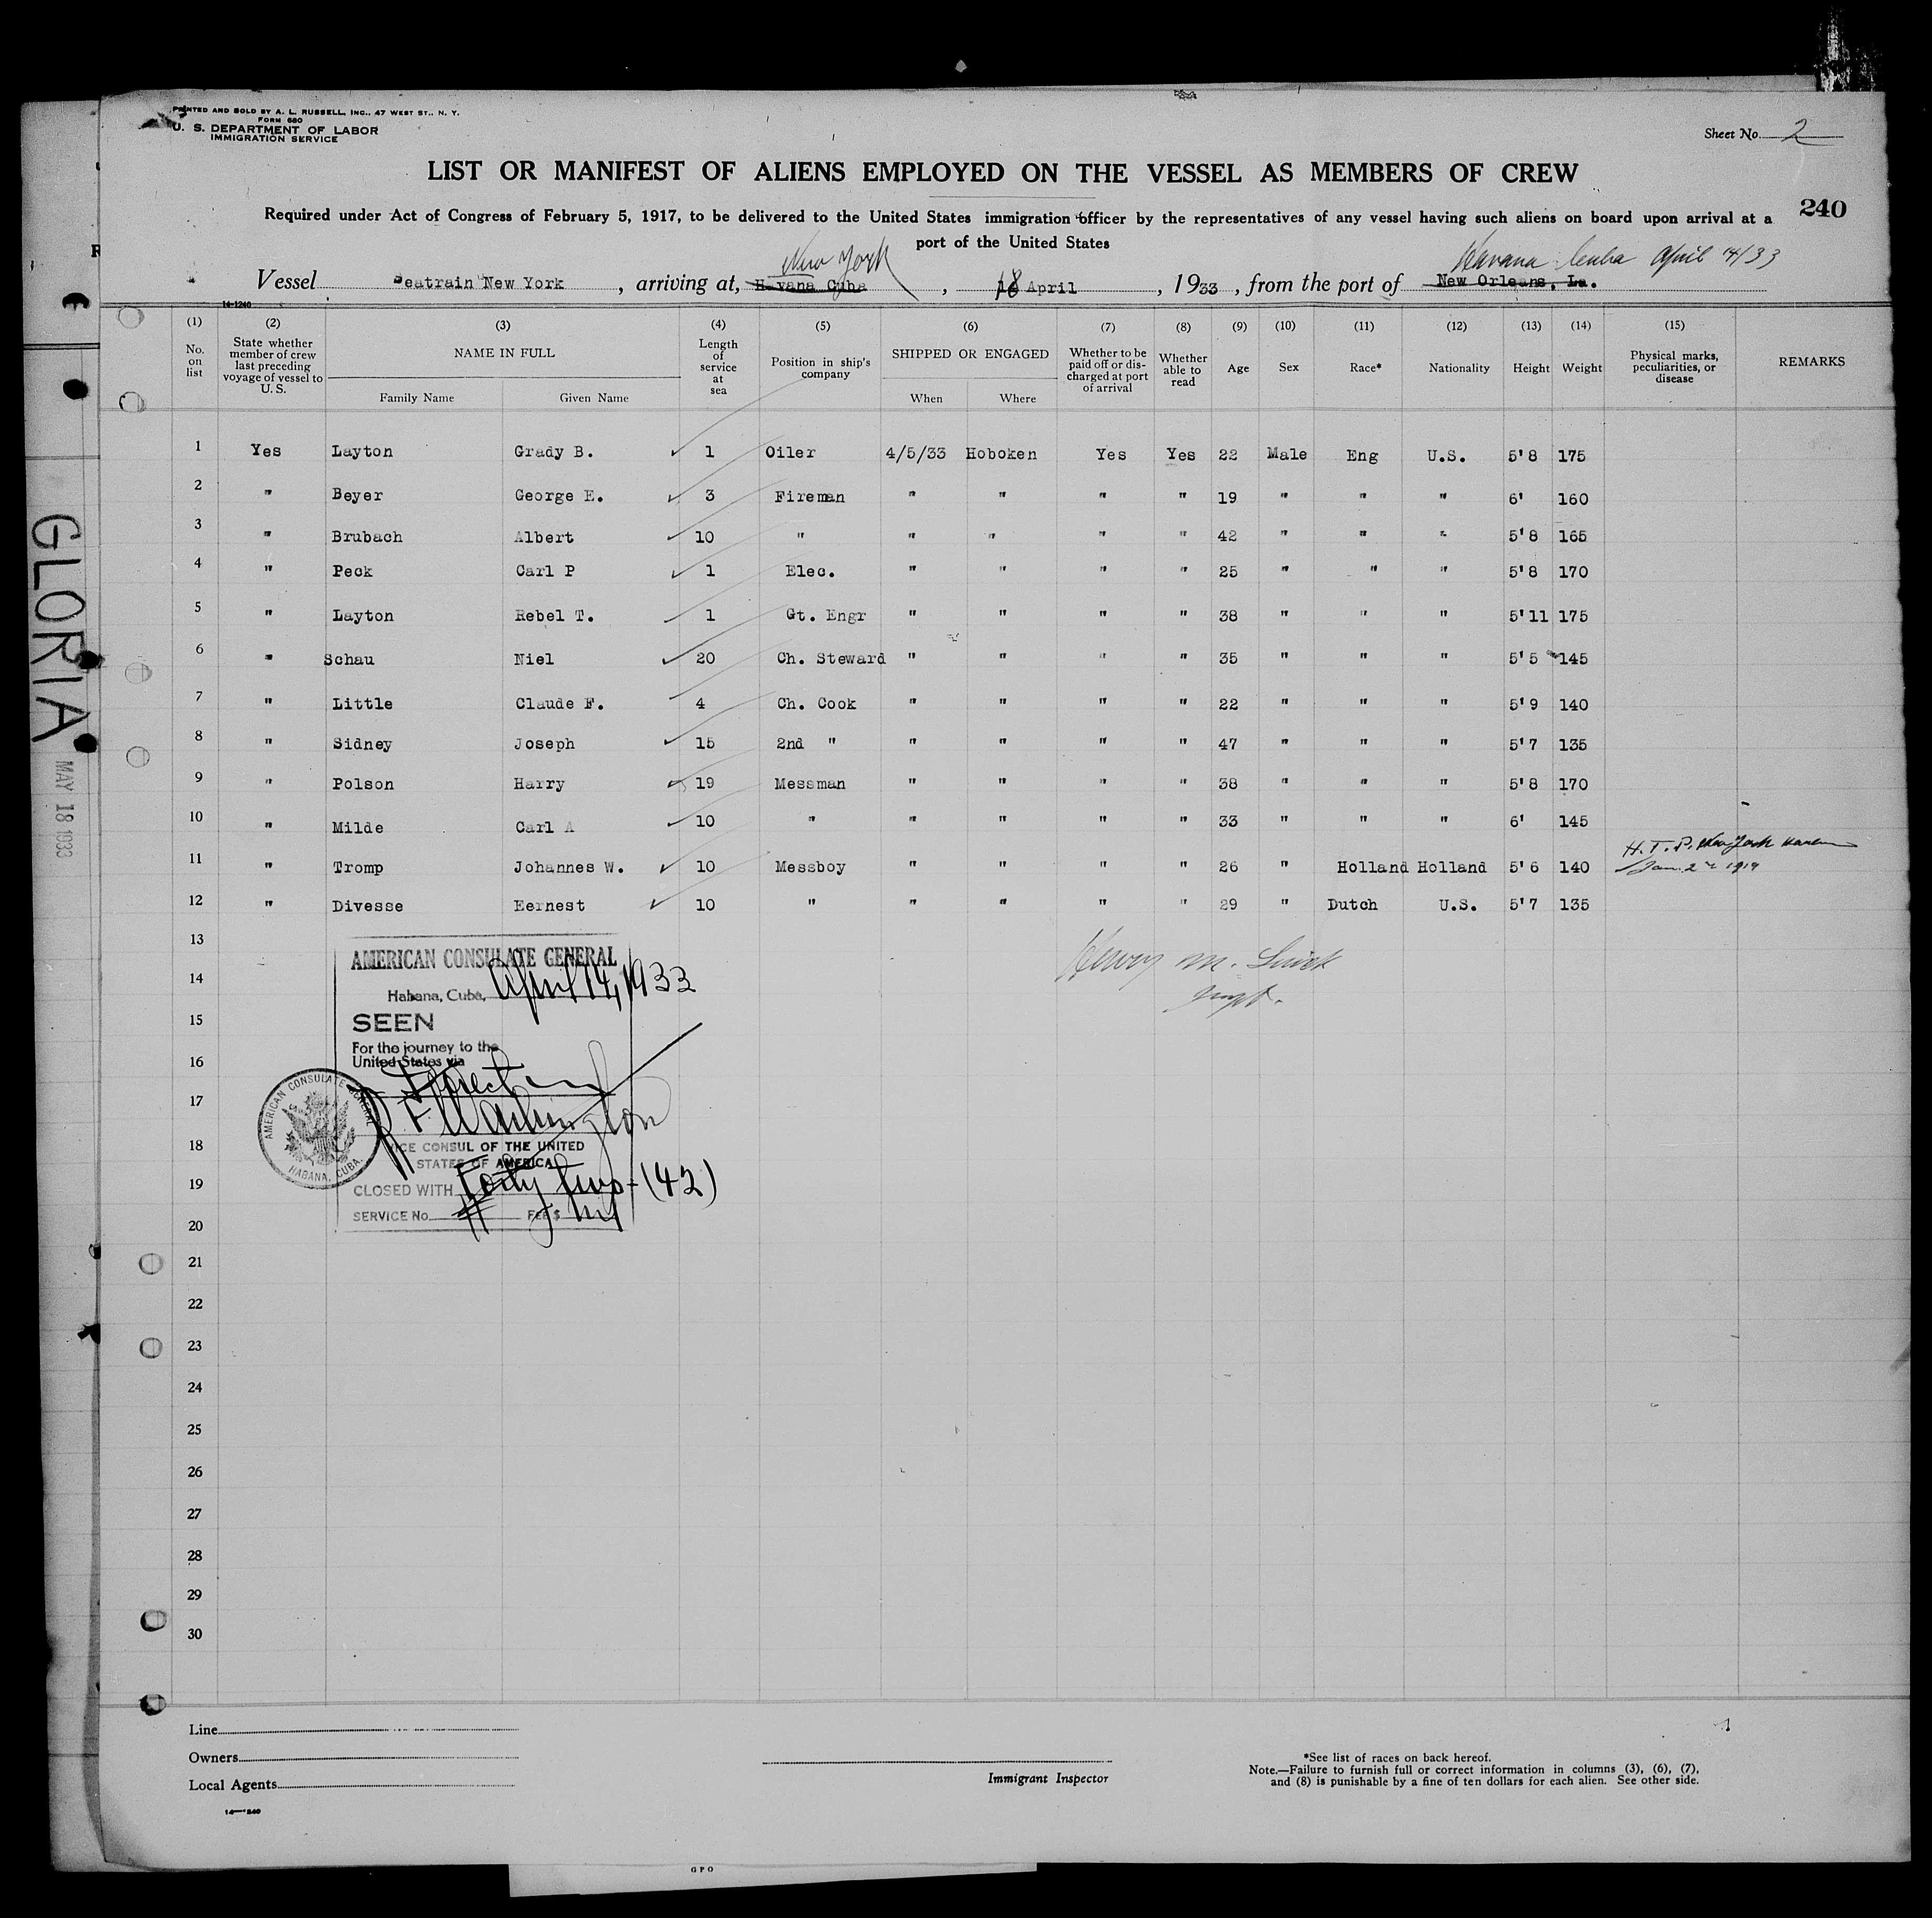 PRINTED AND SOLD BY A. L. RUSSELL, INC., 47 WEST ST., N. Y.
FORM 680
U. S. DEPARTMENT OF LABOR
IMMIGRATION SERVICE
Sheet No. 2
LIST OR MANIFEST OF ALIENS EMPLOYED ON THE VESSEL AS MEMBERS OF CREW
240
Required under Act of Congress of February 5, 1917, to be delivered to the United States immigration officer by the representatives of any vessel having such aliens on board upon arrival at a
port of the United States
New York Havana Cuba April 14/33
Vessel Seatrain New York, arriving at, Havana Cuba, 18 April, 1933, from the port of New Orleans, La.
14-1240
(1) (2) (3) (4) (5) (6) (7) (8) (9) (10) (11) (12) (13) (14) (15)
No. on list State whether member of crew last preceding voyage of vessel to U. S. NAME IN FULL Length of service at sea Position in ship's company SHIPPED OR ENGAGED Whether to be paid off or discharged at port of arrival Whether able to read Age Sex Race* Nationality Height Weight Physical marks, peculiarities, or disease REMARKS
Family Name Given Name When Where
1 Yes Layton Grady B. 1 Oiler 4/5/33 Hoboken Yes Yes 22 Male Eng U.S. 5'8 175
2 " Beyer George E. 3 Fireman " " " " 19 " " " 6' 160
3 " Brubach Albert 10 " " " " " 42 " " " 5'8 165
4 " Peck Carl P 1 Elec. " " " " 25 " " " 5'8 170
5 " Layton Rebel T. 1 Gt. Engr " " " " 38 " " " 5'11 175
6 " Schau Niel 20 Ch. Steward " " " " 35 " " " 5'5 145
7 " Little Claude F. 4 Ch. Cook " " " " 22 " " " 5'9 140
8 " Sidney Joseph 15 2nd " " " " " 47 " " " 5'7 135
9 " Polson Harry 19 Messman " " " " 38 " " " 5'8 170
10 " Milde Carl A 10 " " " " " 33 " " " 6' 145
11 " Tromp Johannes W. 10 Messboy " " " " 26 " Holland Holland 5'6 140 H. T. P. New York
Jan. 2 1919
12 " Divesse Eernest 10 " " " " " 29 " Dutch U.S. 5'7 135
13
14
15
16
17
18
19
20
21
22
23
24
25
26
27
28
29
30
AMERICAN CONSULATE GENERAL
Habana, Cuba, April 14, 1933
SEEN
For the journey to the
United States via
Direct
Washington
VICE CONSUL OF THE UNITED
STATES OF AMERICA
CLOSED WITH Forty two - (42)
SERVICE No. FEE $
AMERICAN CONSULATE GENERAL
HABANA, CUBA.
Henry M.
Line
Owners
Local Agents
14-1240
Immigrant Inspector
*See list of races on back hereof.
Note.—Failure to furnish full or correct information in columns (3), (6), (7),
and (8) is punishable by a fine of ten dollars for each alien. See other side.
GPO
GLORIA
MAY 18 1933